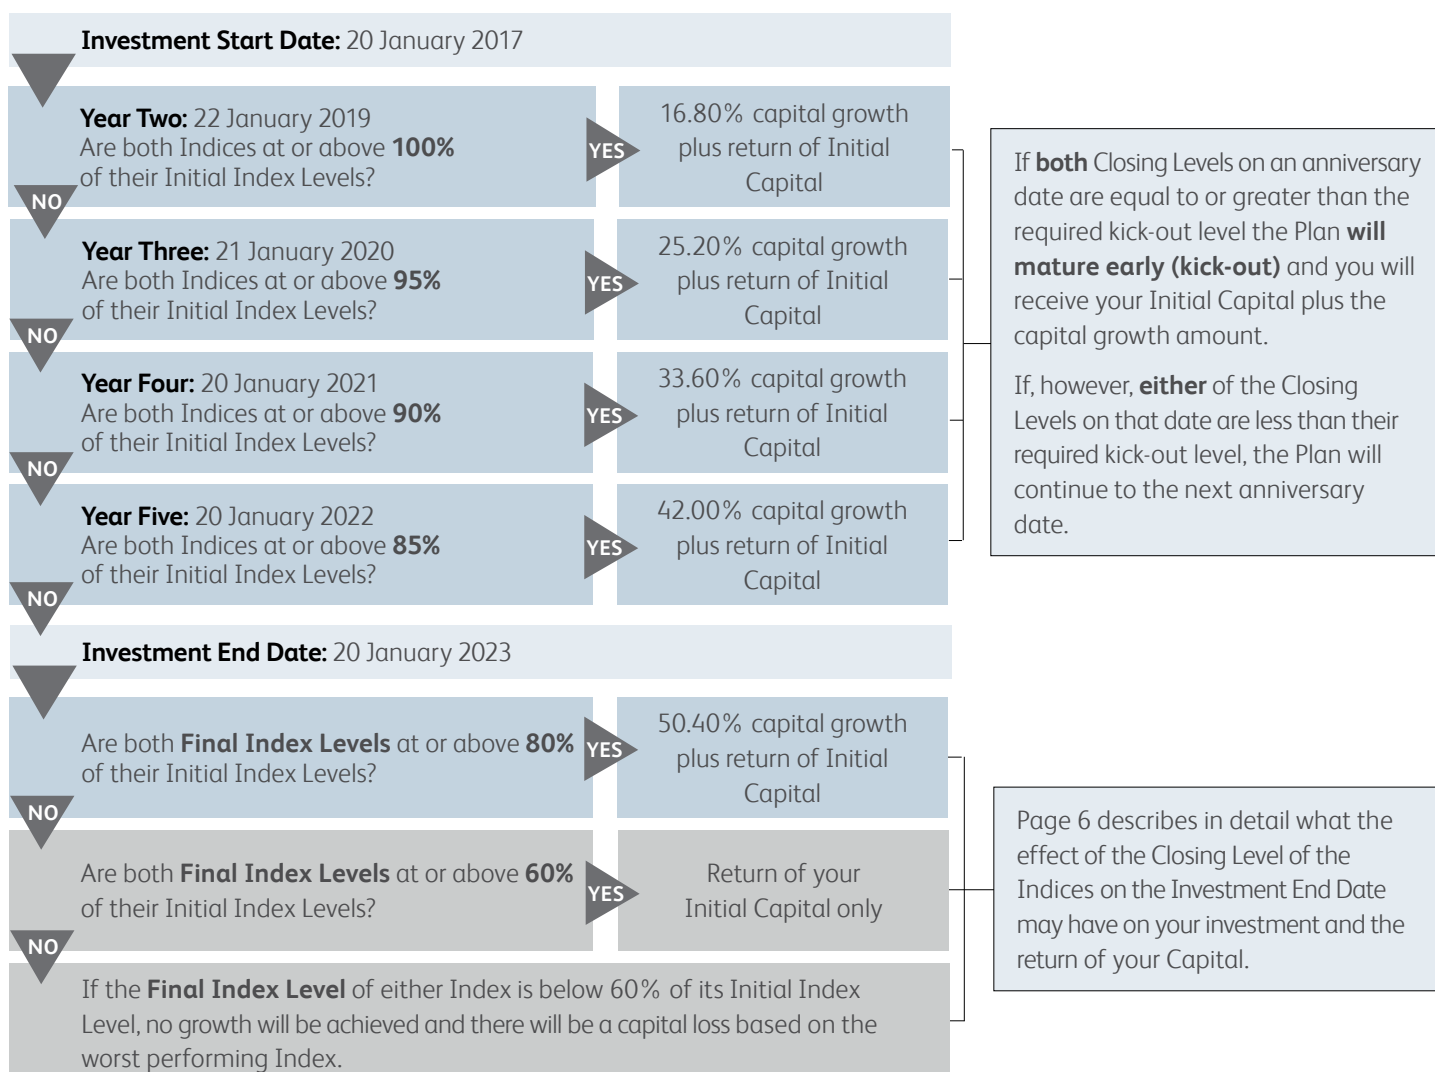 Investment Start Date: 20 January 2017
Year Two: 22 January 2019
Are both Indices at or above 100%
of their Initial Index Levels?
YES
16.80% capital growth
plus return of Initial
Capital
NO
Year Three: 21 January 2020
Are both Indices at or above 95%
of their Initial Index Levels?
YES
25.20% capital growth
plus return of Initial
Capital
NO
Year Four: 20 January 2021
Are both Indices at or above 90%
of their Initial Index Levels?
YES
33.60% capital growth
plus return of Initial
Capital
NO
Year Five: 20 January 2022
Are both Indices at or above 85%
of their Initial Index Levels?
YES
42.00% capital growth
plus return of Initial
Capital
NO
If both Closing Levels on an anniversary
date are equal to or greater than the
required kick-out level the Plan will
mature early (kick-out) and you will
receive your Initial Capital plus the
capital growth amount.
If, however, either of the Closing
Levels on that date are less than their
required kick-out level, the Plan will
continue to the next anniversary
date.
Investment End Date: 20 January 2023
Are both Final Index Levels at or above 80%
of their Initial Index Levels?
YES
50.40% capital growth
plus return of Initial
Capital
NO
Are both Final Index Levels at or above 60%
of their Initial Index Levels?
YES
Return of your
Initial Capital only
NO
If the Final Index Level of either Index is below 60% of its Initial Index
Level, no growth will be achieved and there will be a capital loss based on the
worst performing Index.
Page 6 describes in detail what the
effect of the Closing Level of the
Indices on the Investment End Date
may have on your investment and the
return of your Capital.